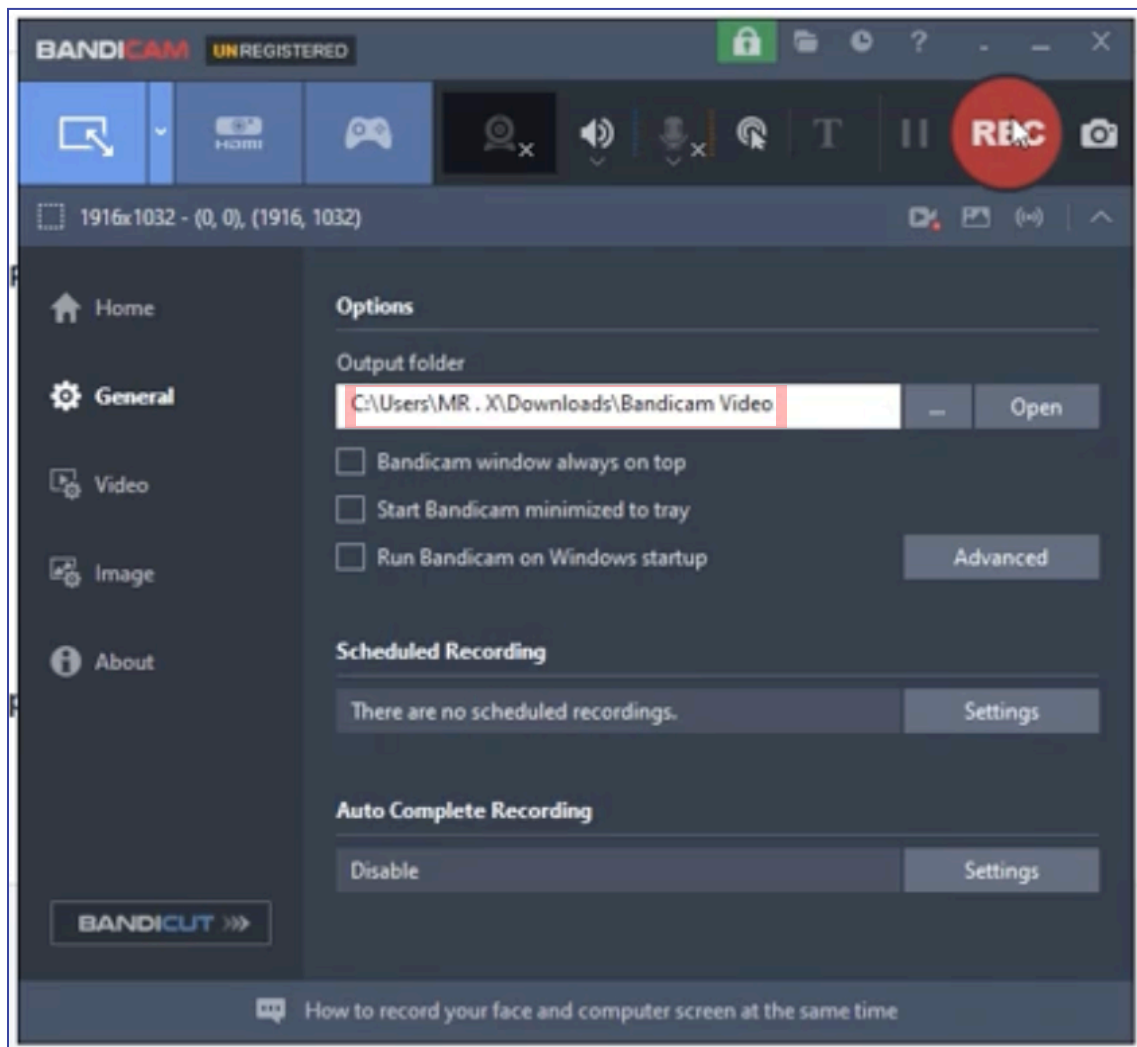 BANDICAM UNREGISTERED
?
HDMI
T
REC
1916x1032 - (0, 0), (1916, 1032)
Home
General
Video
Image
About
BANDICUT >>>
Options
Output folder
C:\Users\MR . X\Downloads\Bandicam Video
...
Open
Bandicam window always on top
Start Bandicam minimized to tray
Run Bandicam on Windows startup
Advanced
Scheduled Recording
There are no scheduled recordings.
Settings
Auto Complete Recording
Disable
Settings
How to record your face and computer screen at the same time